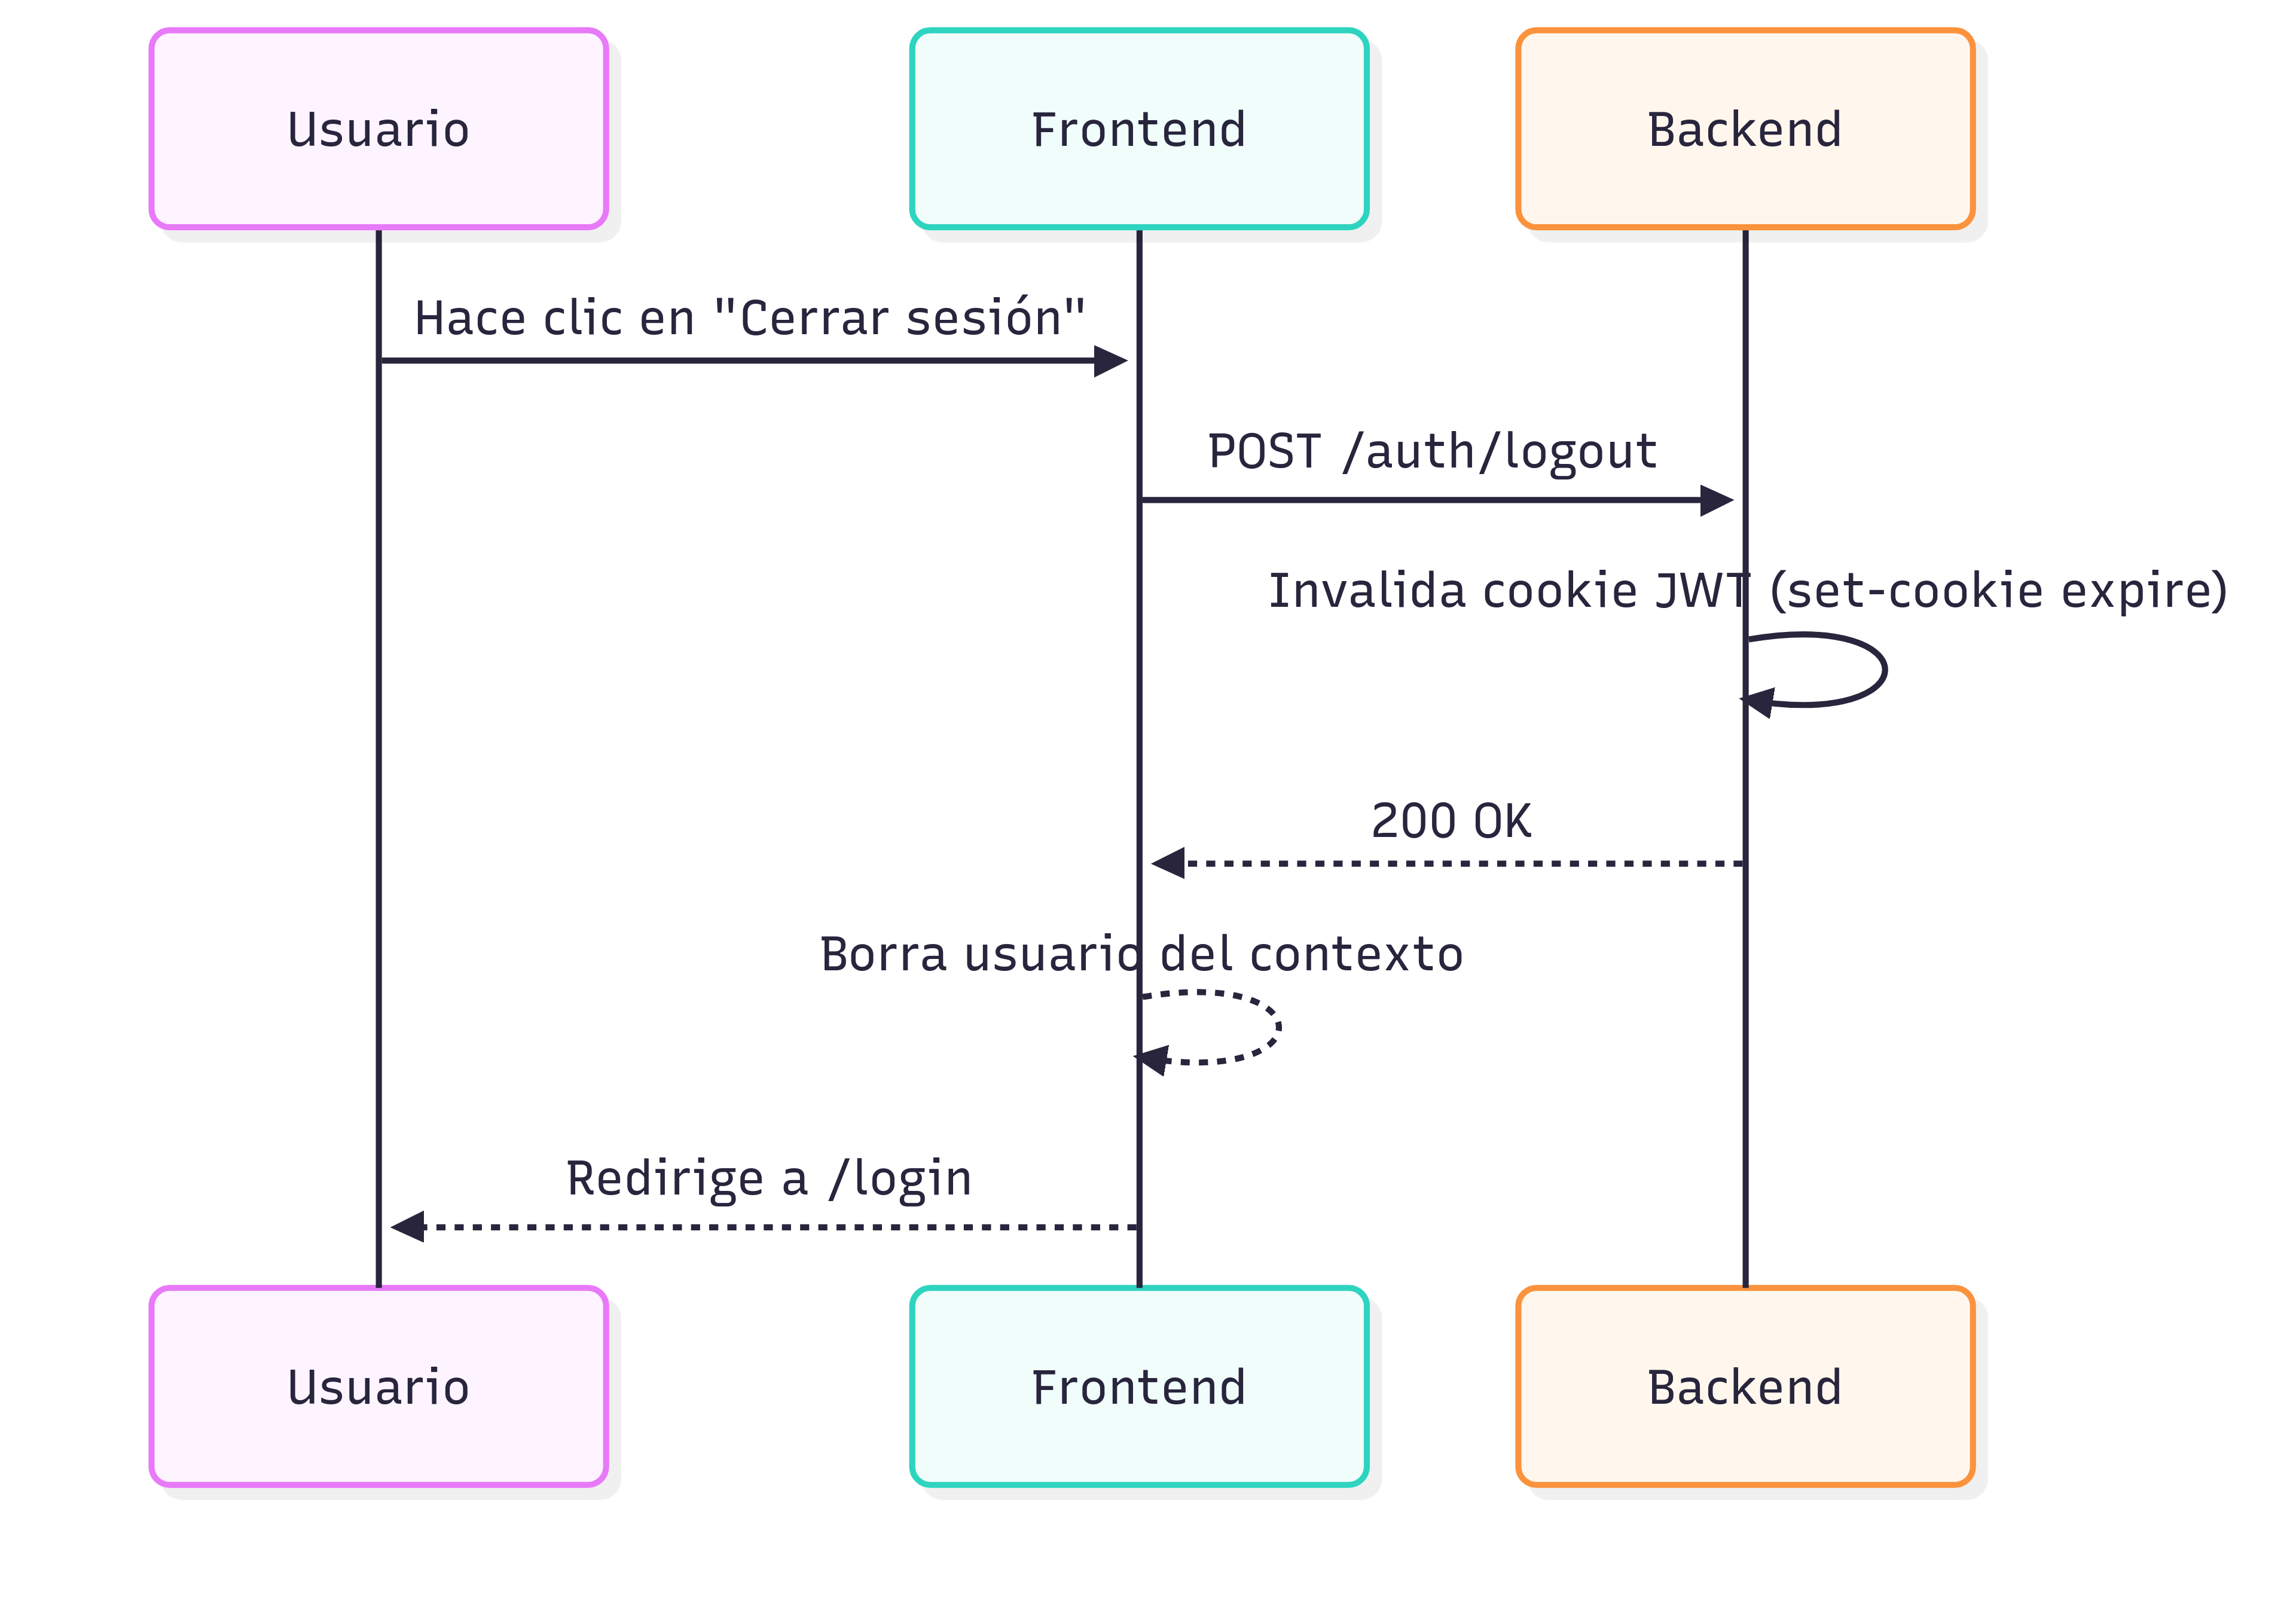 Usuario
Frontend
Backend
Hace clic en "Cerrar sesión"
POST /auth/logout
Invalida cookie JWT (set-cookie expire)
200 OK
Borra usuario del contexto
Redirige a /login
Usuario
Frontend
Backend